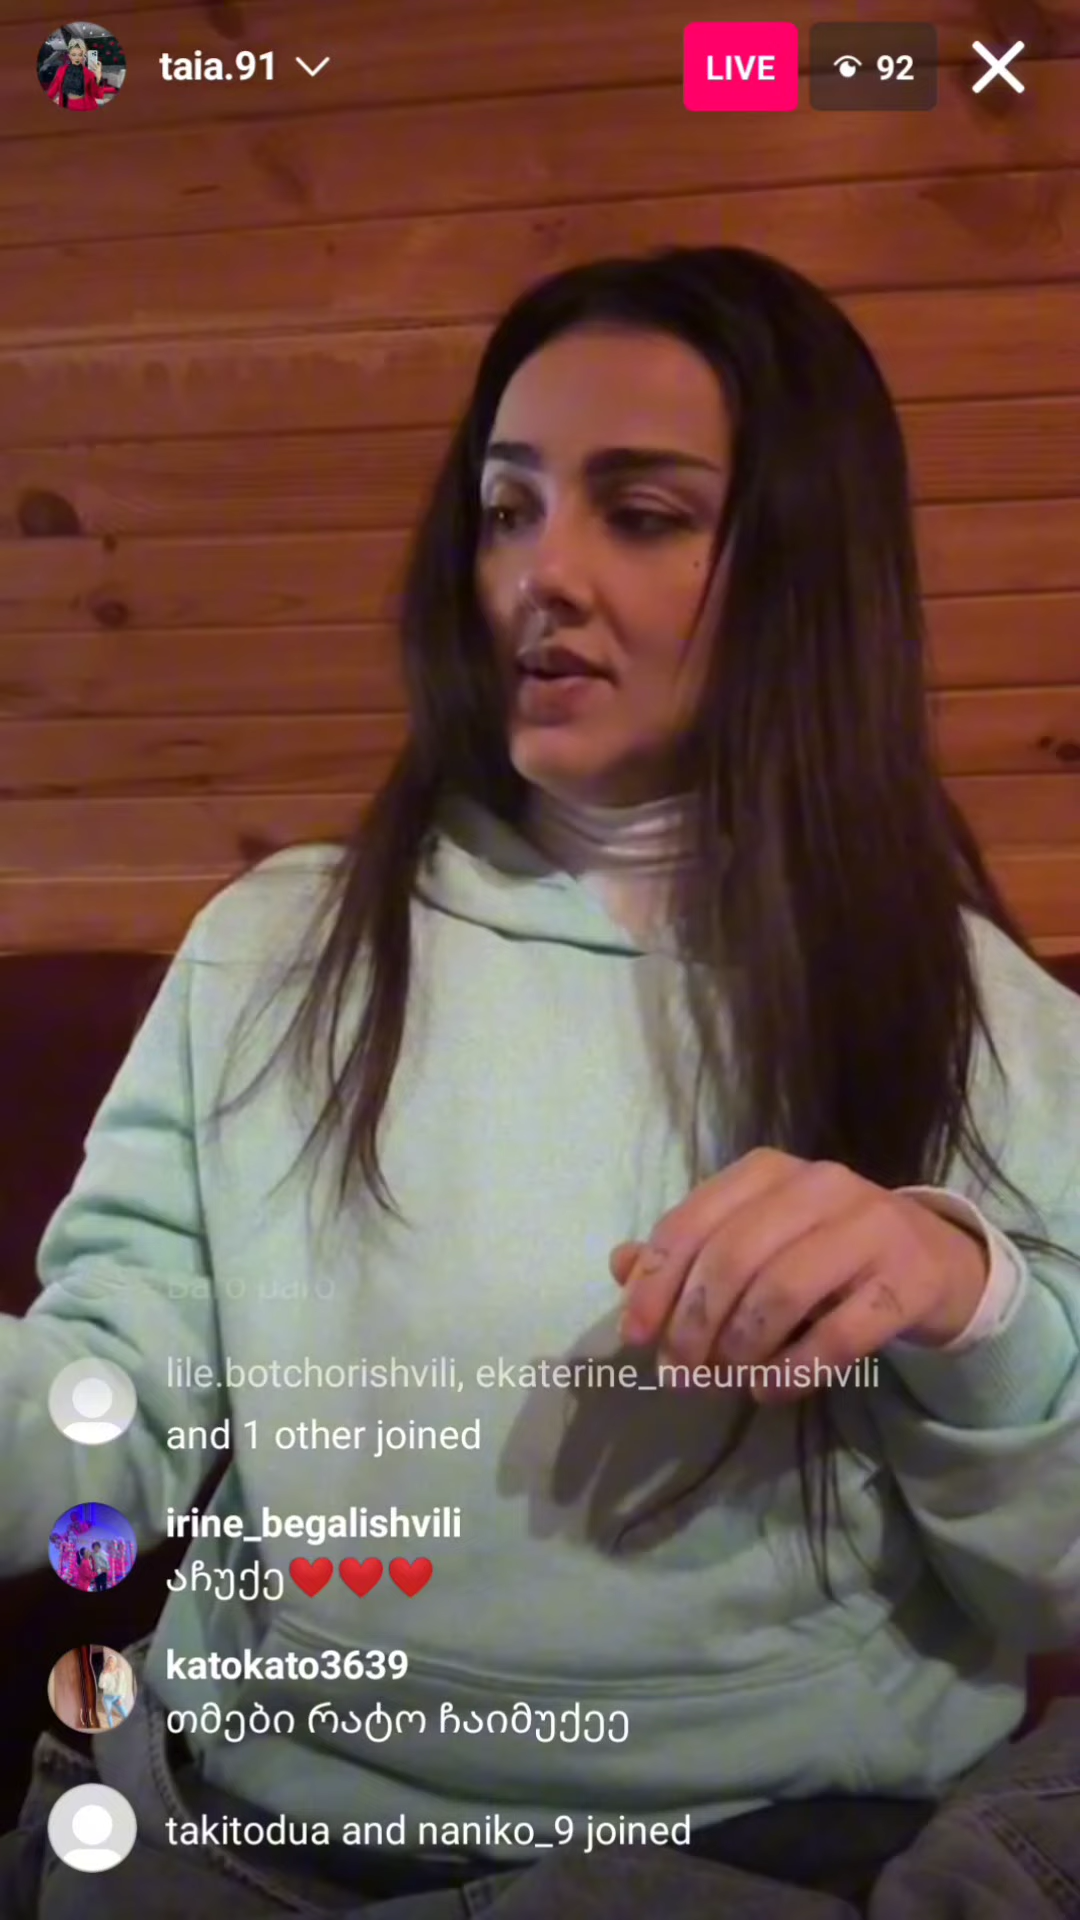 taia.91
LIVE
92
lile.botchorishvili, ekaterine_meurmishvili
and 1 other joined
irine_begalishvili
აჩუქე❤️❤️❤️
katokato3639
თმები რატო ჩაიმუქეე
takitodua and naniko_9 joined